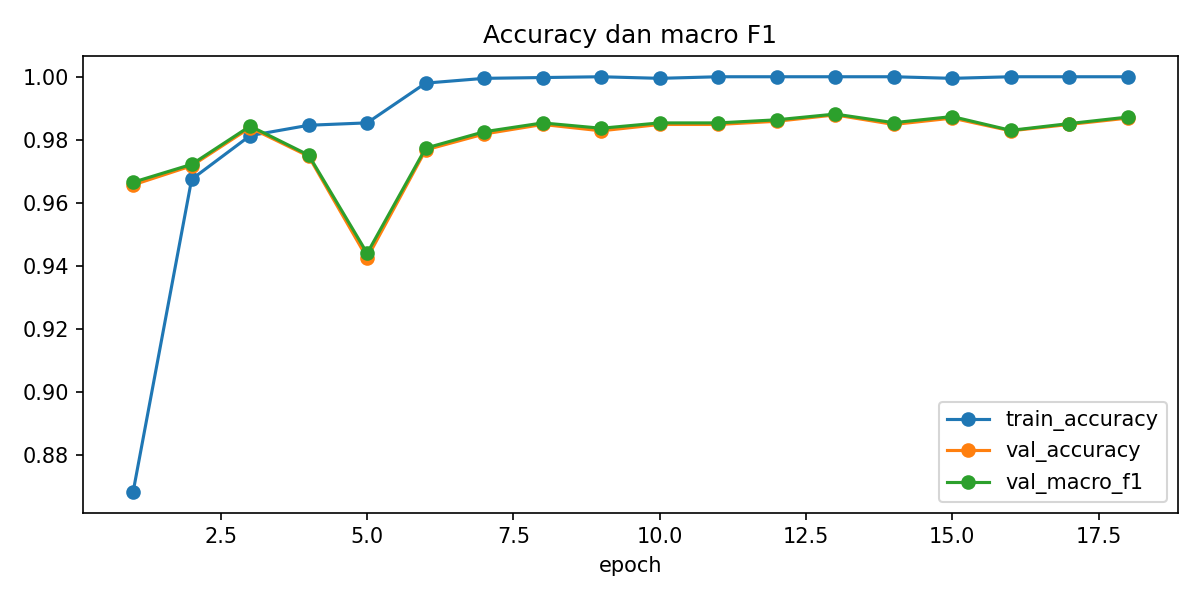 Accuracy dan macro F1
1.00
0.98
0.96
0.94
0.92
0.90
0.88
train_accuracy
val_accuracy
val_macro_f1
2.5 5.0 7.5 10.0 12.5 15.0 17.5
epoch